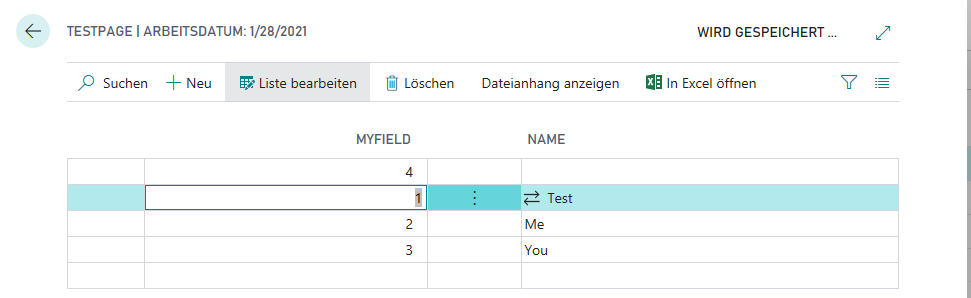 TESTPAGE | ARBEITSDATUM: 1/28/2021
WIRD GESPEICHERT ...
Suchen Neu Liste bearbeiten Löschen Dateianhang anzeigen In Excel öffnen
MYFIELD NAME
4
1 Test
2 Me
3 You